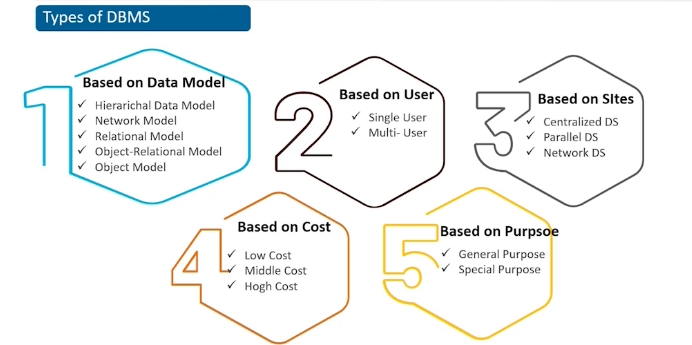 Types of DBMS
1
Based on Data Model
✓ Hierarichal Data Model
✓ Network Model
✓ Relational Model
✓ Object-Relational Model
✓ Object Model
2
Based on User
✓ Single User
✓ Multi- User
3
Based on SItes
✓ Centralized DS
✓ Parallel DS
✓ Network DS
4
Based on Cost
✓ Low Cost
✓ Middle Cost
✓ Hogh Cost
5
Based on Purpsoe
✓ General Purpose
✓ Special Purpose